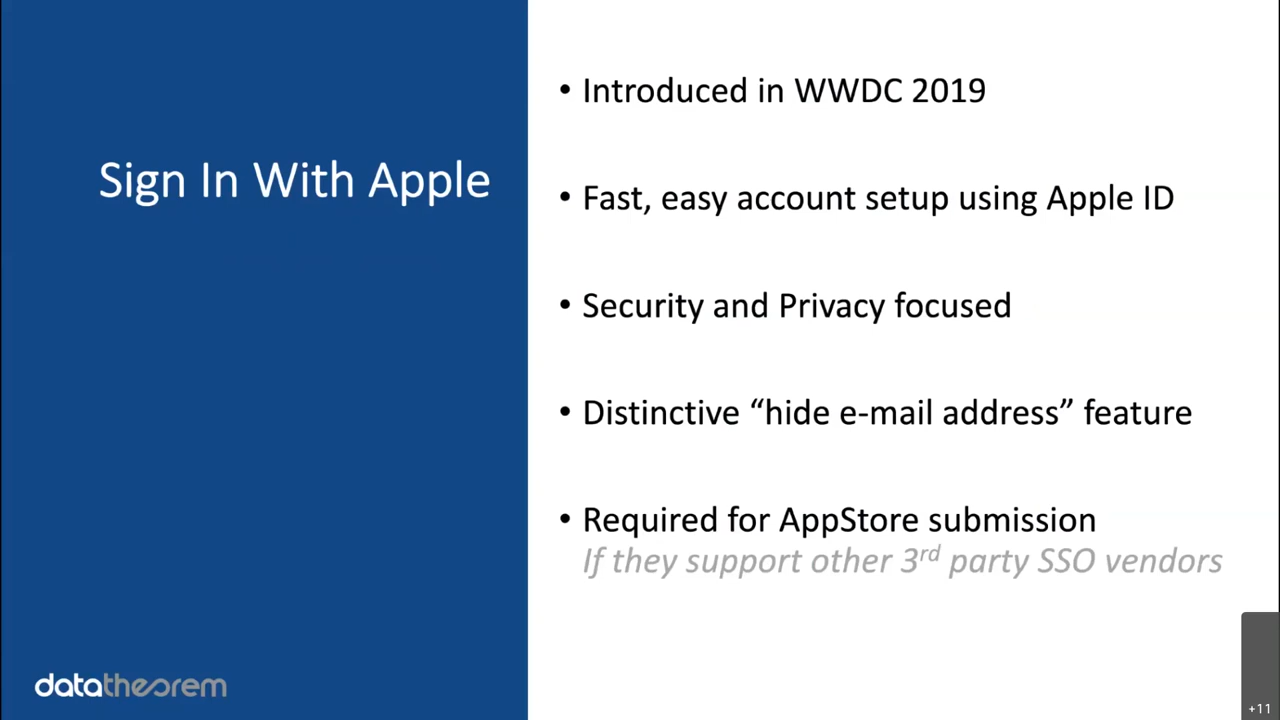 Sign In With Apple
• Introduced in WWDC 2019
• Fast, easy account setup using Apple ID
• Security and Privacy focused
• Distinctive “hide e-mail address” feature
• Required for AppStore submission
If they support other 3rd party SSO vendors
datatheorem
+11